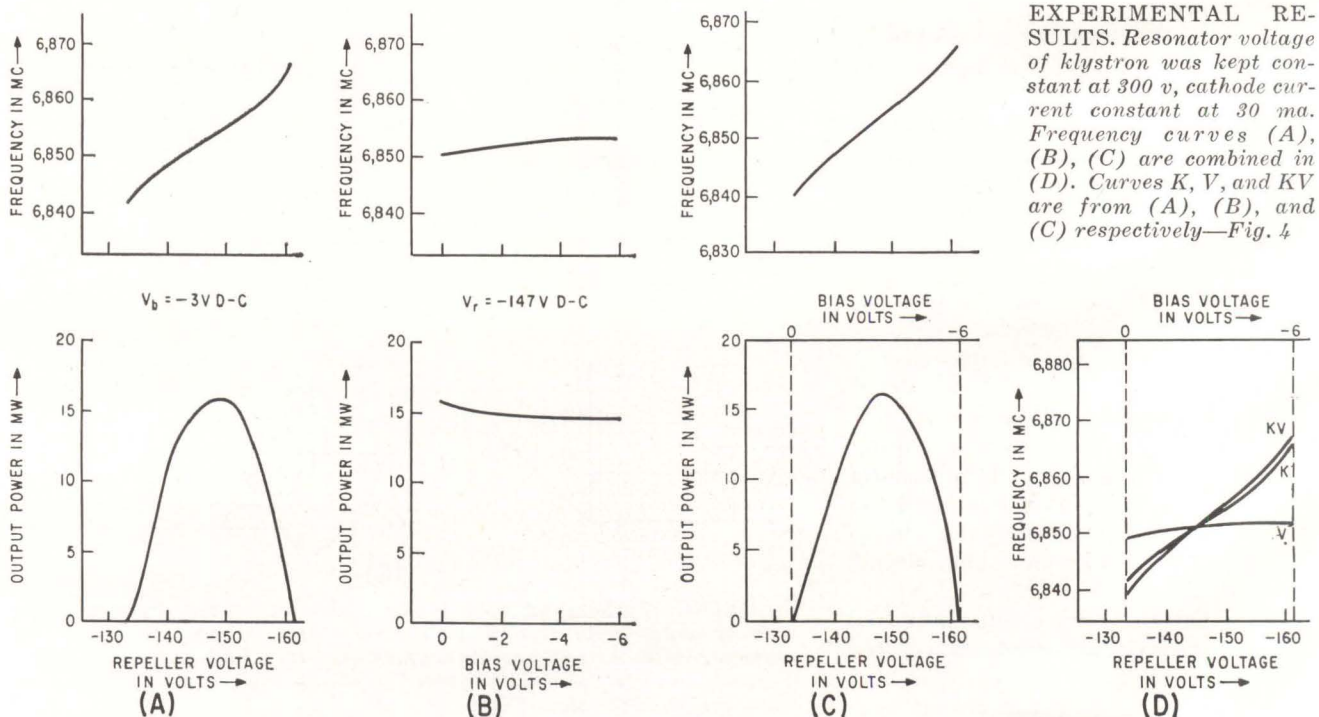 EXPERIMENTAL RE-
SULTS. Resonator voltage
of klystron was kept con-
stant at 300 v, cathode cur-
rent constant at 30 ma.
Frequency curves (A),
(B), (C) are combined in
(D). Curves K, V, and KV
are from (A), (B), and
(C) respectively—Fig. 4
FREQUENCY IN MC →
6,870
6,860
6,850
6,840
FREQUENCY IN MC →
6,870
6,860
6,850
6,840
FREQUENCY IN MC →
6,870
6,860
6,850
6,840
6,830
Vb = −3V D-C
OUTPUT POWER IN MW →
20
15
10
5
0
−130 −140 −150 −160
REPELLER VOLTAGE
IN VOLTS →
(A)
Vr = −147V D-C
OUTPUT POWER IN MW →
20
15
10
5
0
0 −2 −4 −6
BIAS VOLTAGE
IN VOLTS →
(B)
BIAS VOLTAGE
IN VOLTS →
0 −6
OUTPUT POWER IN MW →
20
15
10
5
0
−130 −140 −150 −160
REPELLER VOLTAGE
IN VOLTS →
(C)
BIAS VOLTAGE
IN VOLTS →
0 −6
FREQUENCY IN MC →
6,880
6,870
6,860
6,850
6,840
KV
K
V
−130 −140 −150 −160
REPELLER VOLTAGE
IN VOLTS →
(D)